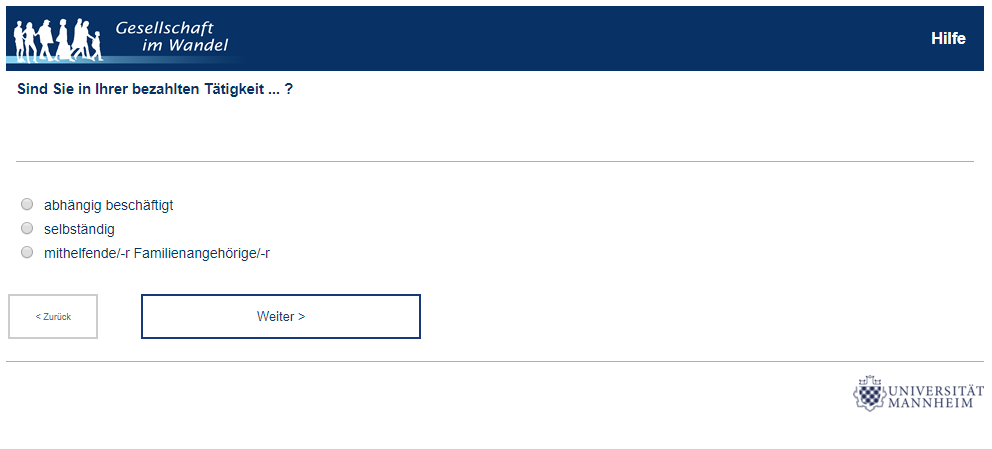 Gesellschaft
im Wandel
Hilfe
Sind Sie in Ihrer bezahlten Tätigkeit ... ?
abhängig beschäftigt
selbständig
mithelfende/-r Familienangehörige/-r
< Zurück
Weiter >
UNIVERSITÄT
MANNHEIM